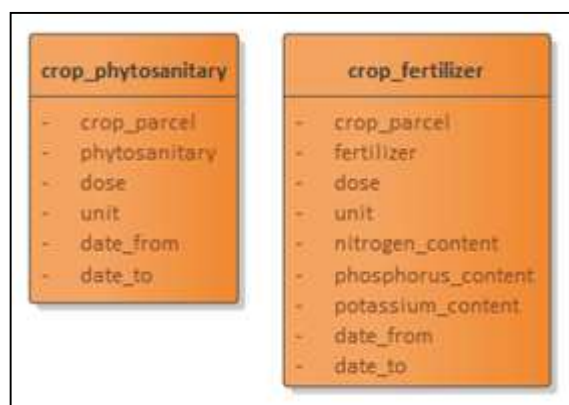 crop_phytosanitary
- crop_parcel
- phytosanitary
- dose
- unit
- date_from
- date_to
crop_fertilizer
- crop_parcel
- fertilizer
- dose
- unit
- nitrogen_content
- phosphorus_content
- potassium_content
- date_from
- date_to